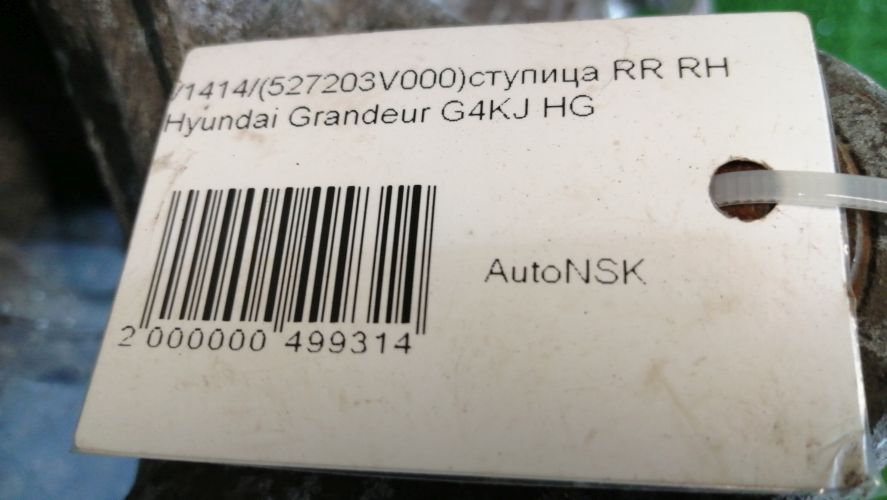 /1414/(527203V000)ступица RR RH
Hyundai Grandeur G4KJ HG
AutoNSK
2 000000 499314